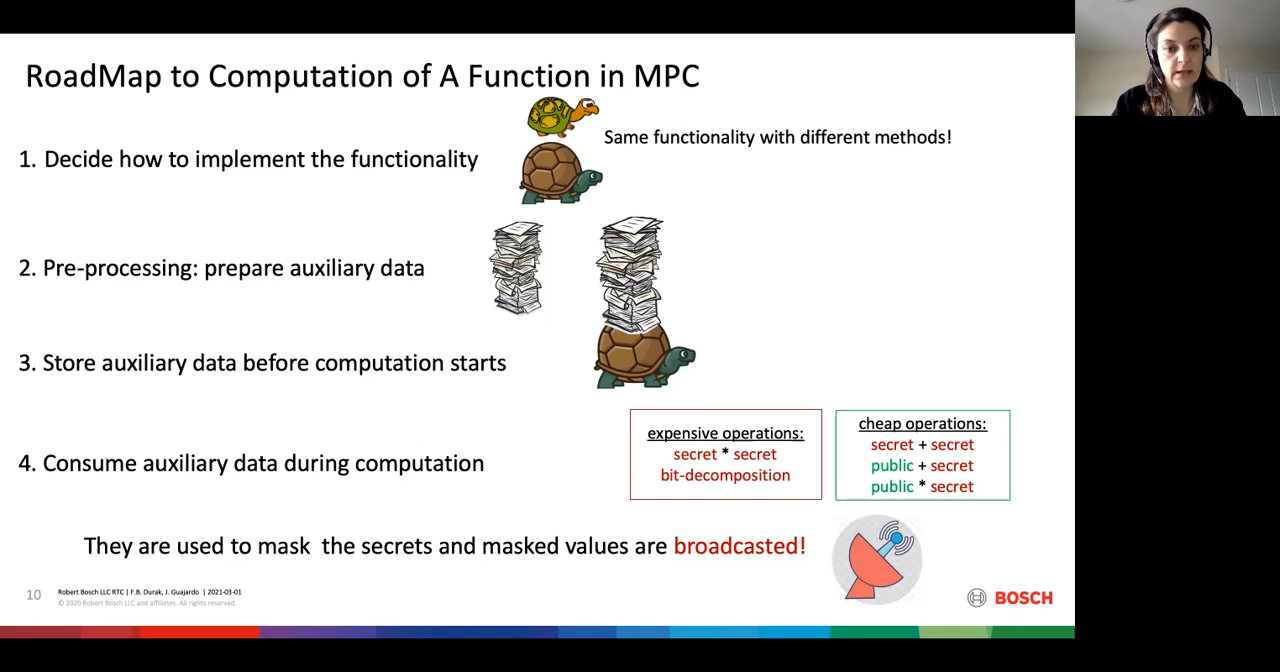 RoadMap to Computation of A Function in MPC
Same functionality with different methods!
1. Decide how to implement the functionality
2. Pre-processing: prepare auxiliary data
3. Store auxiliary data before computation starts
expensive operations:
secret * secret
bit-decomposition
cheap operations:
secret + secret
public + secret
public * secret
4. Consume auxiliary data during computation
They are used to mask the secrets and masked values are broadcasted!
10
Robert Bosch LLC RTC | F.B. Durak, J. Guajardo | 2021-03-01
© 2020 Robert Bosch LLC and affiliates. All rights reserved.
BOSCH